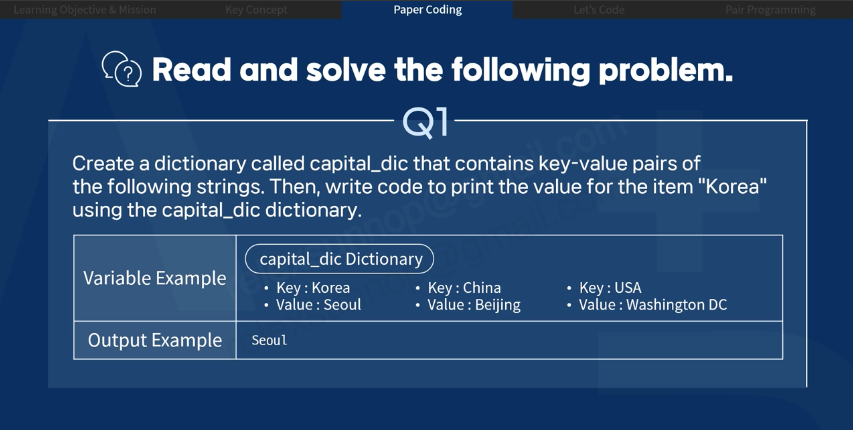 Learning Objective & Mission
Key Concept
Paper Coding
Let's Code
Pair Programming
Read and solve the following problem.
Q1
Create a dictionary called capital_dic that contains key-value pairs of
the following strings. Then, write code to print the value for the item "Korea"
using the capital_dic dictionary.
Variable Example
capital_dic Dictionary
• Key : Korea
• Value : Seoul
• Key : China
• Value : Beijing
• Key : USA
• Value : Washington DC
Output Example
Seoul